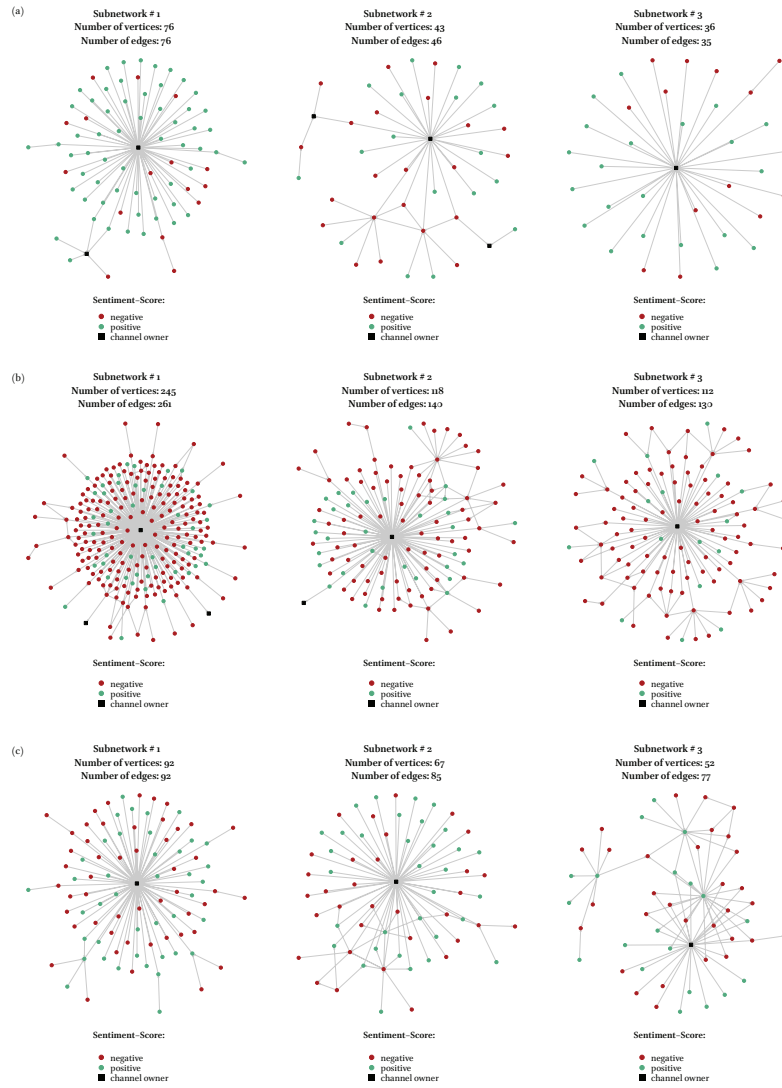 (a)
Subnetwork # 1
Number of vertices: 76
Number of edges: 76
Subnetwork # 2
Number of vertices: 43
Number of edges: 46
Subnetwork # 3
Number of vertices: 36
Number of edges: 35
Sentiment–Score:
negative
positive
channel owner
Sentiment–Score:
negative
positive
channel owner
Sentiment–Score:
negative
positive
channel owner
(b)
Subnetwork # 1
Number of vertices: 245
Number of edges: 261
Subnetwork # 2
Number of vertices: 118
Number of edges: 140
Subnetwork # 3
Number of vertices: 112
Number of edges: 130
Sentiment–Score:
negative
positive
channel owner
Sentiment–Score:
negative
positive
channel owner
Sentiment–Score:
negative
positive
channel owner
(c)
Subnetwork # 1
Number of vertices: 92
Number of edges: 92
Subnetwork # 2
Number of vertices: 67
Number of edges: 85
Subnetwork # 3
Number of vertices: 52
Number of edges: 77
Sentiment–Score:
negative
positive
channel owner
Sentiment–Score:
negative
positive
channel owner
Sentiment–Score:
negative
positive
channel owner